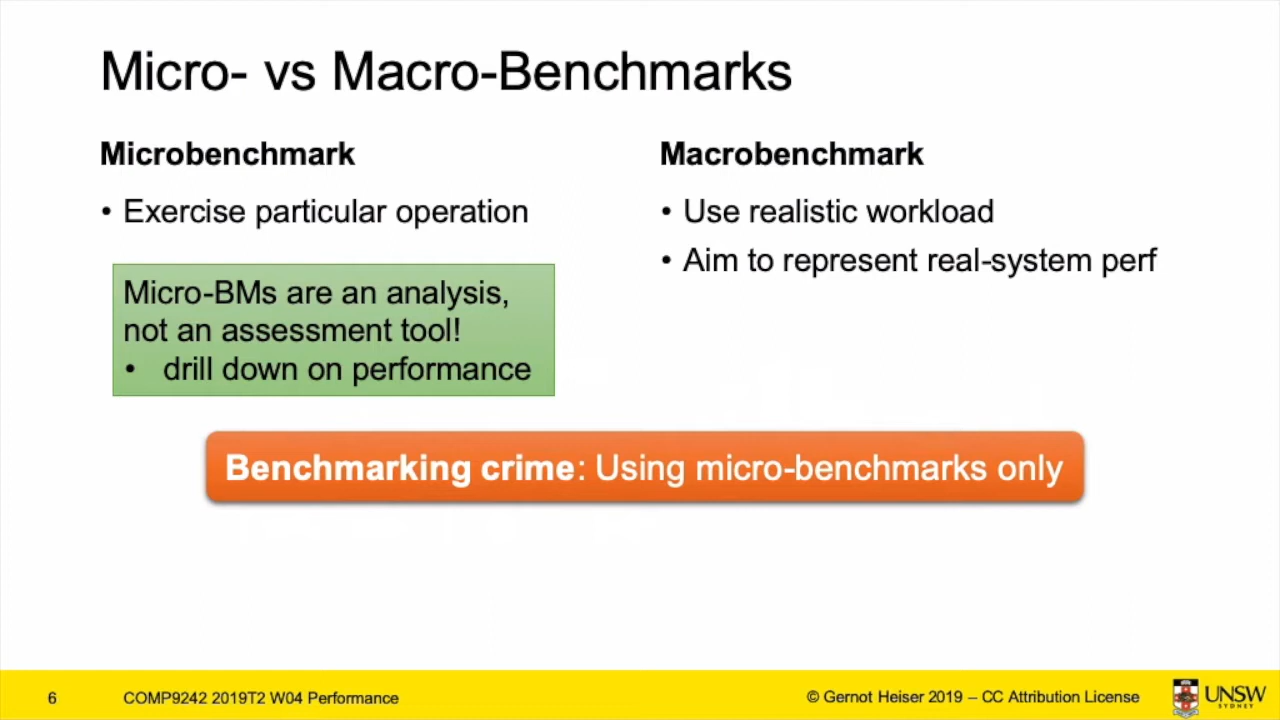 Micro- vs Macro-Benchmarks
Microbenchmark
• Exercise particular operation
Micro-BMs are an analysis,
not an assessment tool!
• drill down on performance
Macrobenchmark
• Use realistic workload
• Aim to represent real-system perf
Benchmarking crime: Using micro-benchmarks only
6
COMP9242 2019T2 W04 Performance
© Gernot Heiser 2019 – CC Attribution License
UNSW
SYDNEY